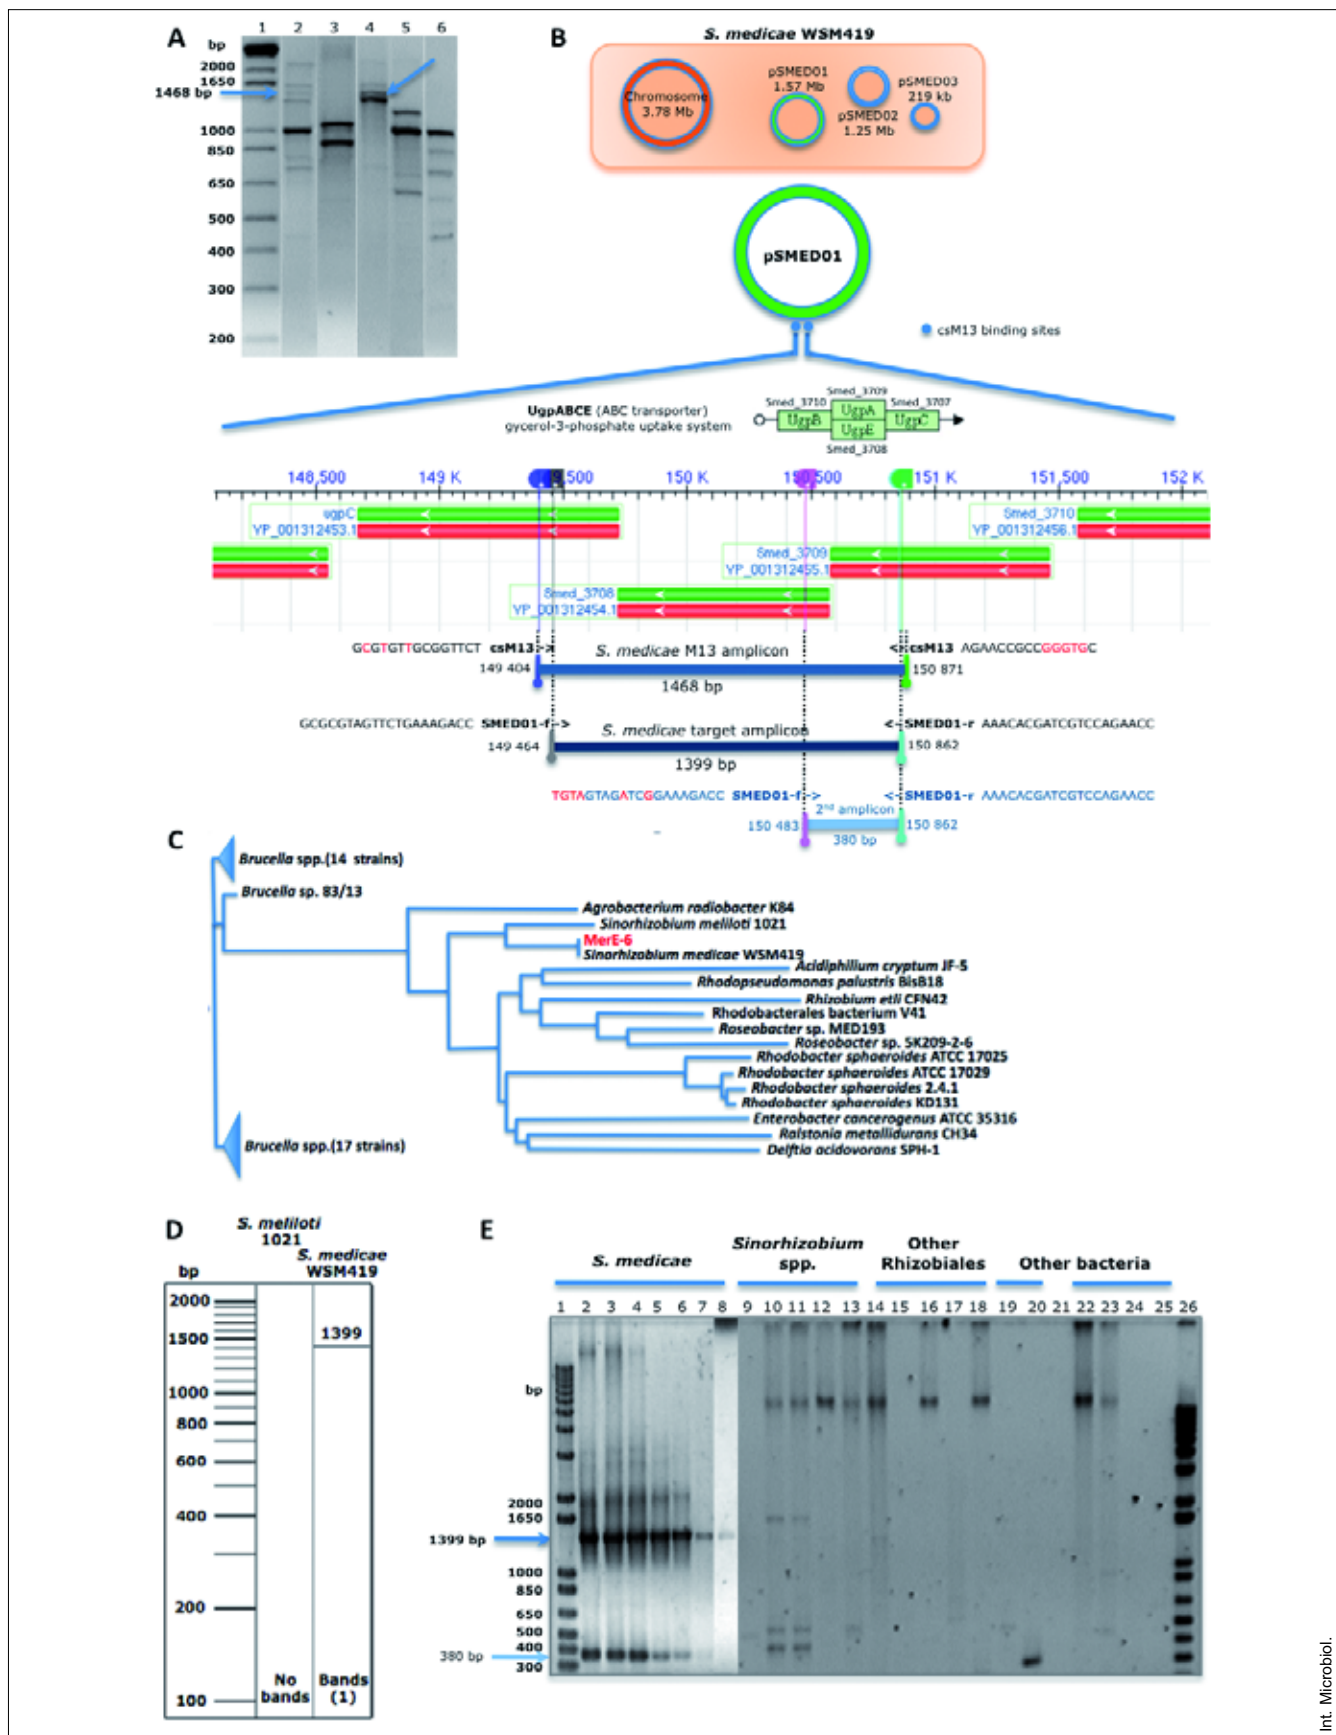 A
1 2 3 4 5 6
bp
2000
1650
1468 bp
1000
850
650
500
400
300
200
B
S. medicae WSM419
Chromosome
3.78 Mb
pSMED01
1.57 Mb
pSMED02
1.25 Mb
pSMED03
219 kb
pSMED01
csM13 binding sites
UgpABCE (ABC transporter)
gycerol-3-phosphate uptake system
Smed_3709
Smed_3710 Smed_3707
UgpB UgpA UgpC
UgpE
Smed_3708
148,500 149 K 150 K 150,500 151 K 151,500 152 K
ugpC
YP_001312453.1
Smed_3710
YP_001312456.1
Smed_3709
YP_001312455.1
Smed_3708
YP_001312454.1
GCGTGTTGCGGTTCT csM13 -> S. medicae M13 amplicon <- csM13 AGAACCGCCGGGTGC
149 404 1468 bp 150 871
GCGCGTAGTTCTGAAAGACC SMED01-f -> S. medicae target amplicon <- SMED01-r AAACACGATCGTCCAGAACC
149 464 1399 bp 150 862
TGTAGTAGATCGGAAAGACC SMED01-f -> <- SMED01-r AAACACGATCGTCCAGAACC
2nd amplicon
150 483 380 bp 150 862
C
Brucella spp.(14 strains)
Brucella sp. 83/13
Agrobacterium radiobacter K84
Sinorhizobium meliloti 1021
MerE-6
Sinorhizobium medicae WSM419
Acidiphilium cryptum JF-5
Rhodopseudomonas palustris BisB18
Rhizobium etli CFN42
Rhodobacterales bacterium V41
Roseobacter sp. MED193
Roseobacter sp. SK209-2-6
Rhodobacter sphaeroides ATCC 17025
Rhodobacter sphaeroides ATCC 17029
Rhodobacter sphaeroides 2.4.1
Rhodobacter sphaeroides KD131
Enterobacter cancerogenus ATCC 35316
Ralstonia metallidurans CH34
Delftia acidovorans SPH-1
Brucella spp.(17 strains)
D
S. meliloti
1021
S. medicae
WSM419
bp
2000
1500
1399
1000
800
600
400
200
100
No
bands
Bands
(1)
E
S. medicae
Sinorhizobium
spp.
Other
Rhizobiales
Other bacteria
1 2 3 4 5 6 7 8 9 10 11 12 13 14 15 16 17 18 19 20 21 22 23 24 25 26
bp
2000
1650
1399 bp
1000
850
650
500
400
380 bp
300
Int. Microbiol.